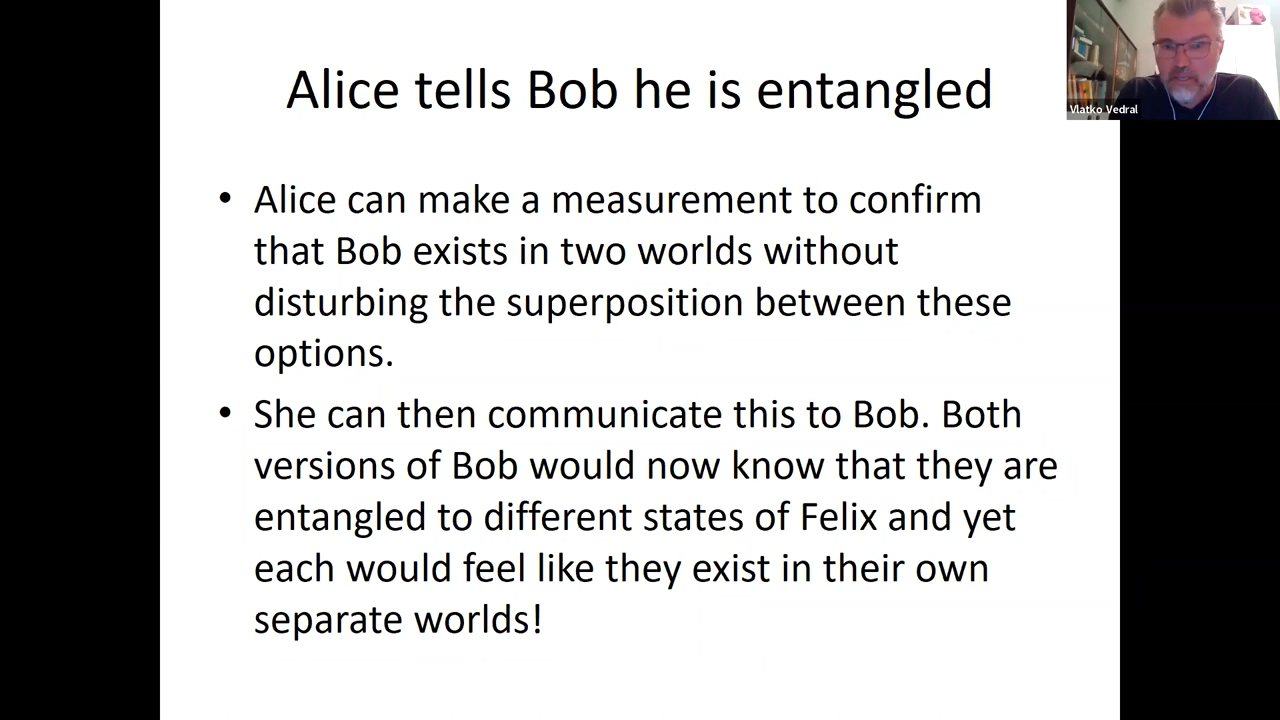 Alice tells Bob he is entangled
Vlatko Vedral
• Alice can make a measurement to confirm
that Bob exists in two worlds without
disturbing the superposition between these
options.
• She can then communicate this to Bob. Both
versions of Bob would now know that they are
entangled to different states of Felix and yet
each would feel like they exist in their own
separate worlds!